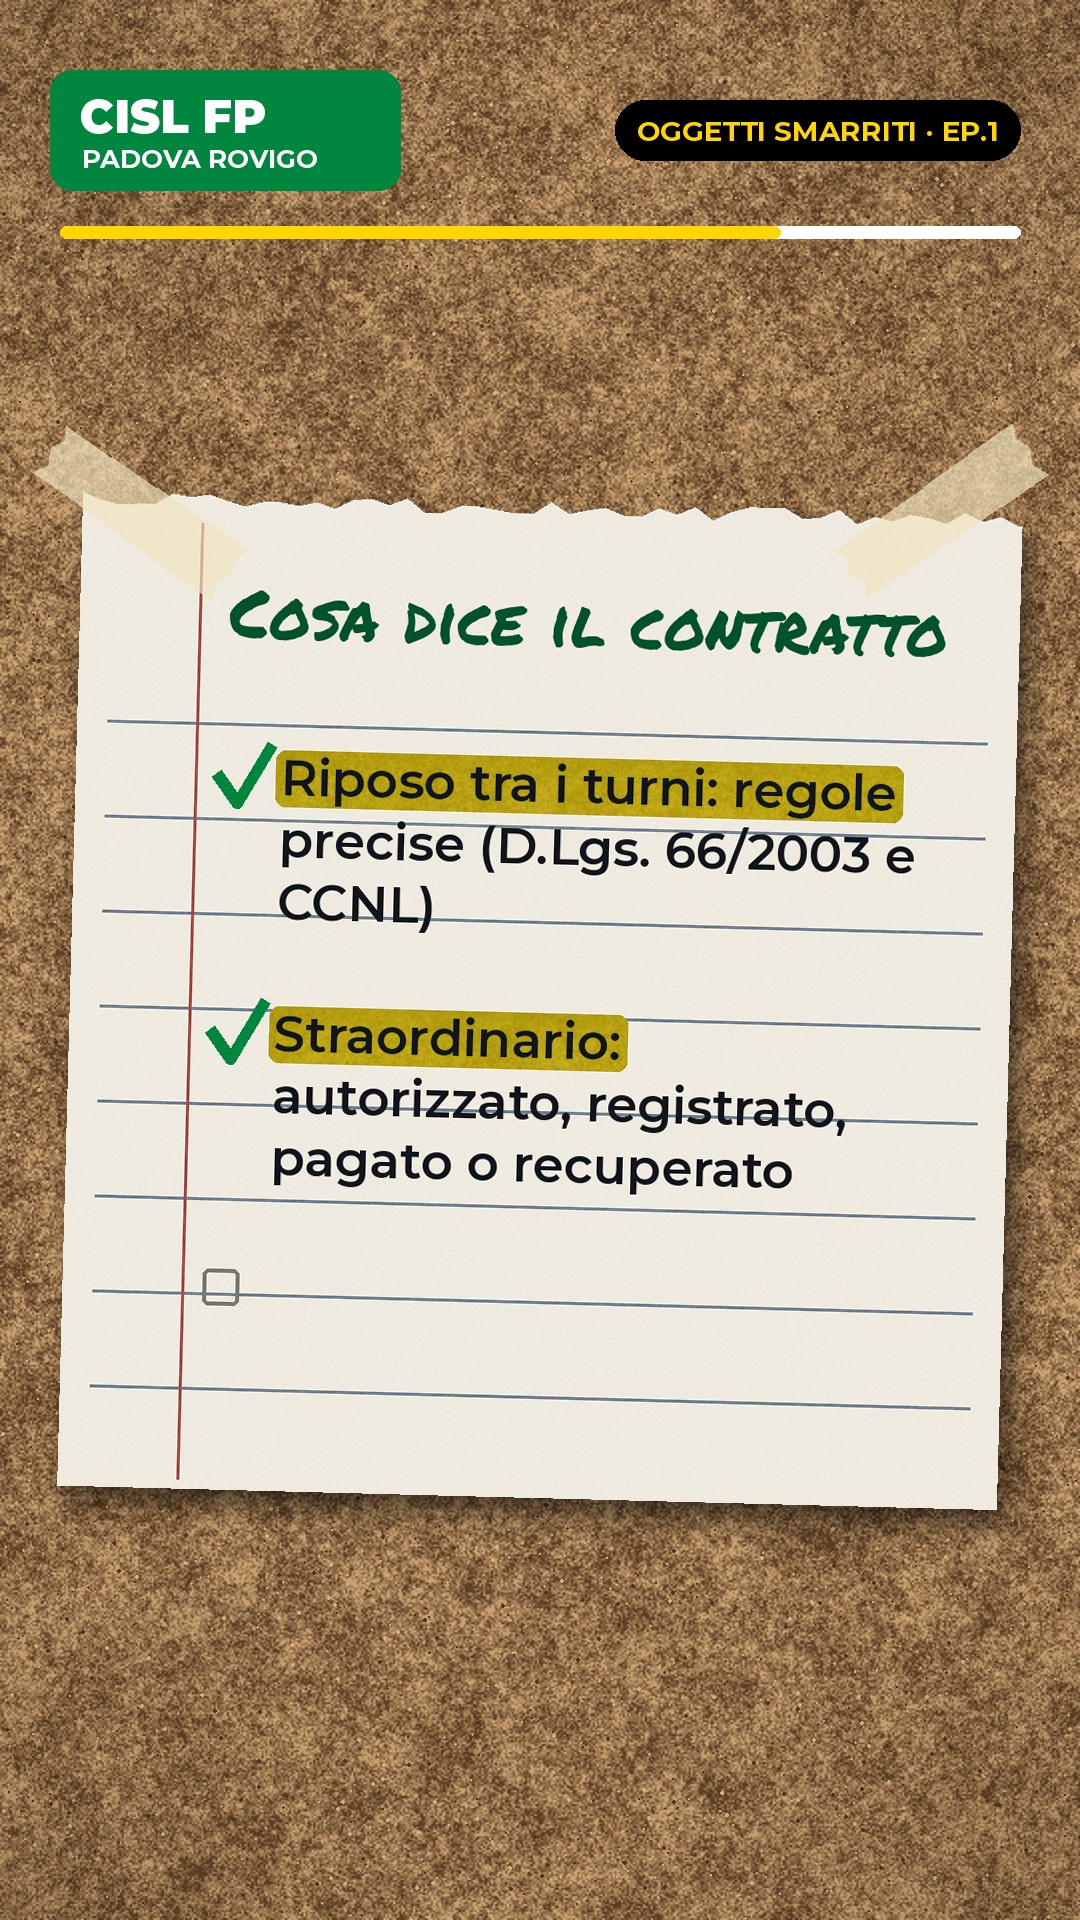 CISL FP
PADOVA ROVIGO
OGGETTI SMARRITI · EP.1
COSA DICE IL CONTRATTO
Riposo tra i turni: regole
precise (D.Lgs. 66/2003 e
CCNL)
Straordinario:
autorizzato, registrato,
pagato o recuperato